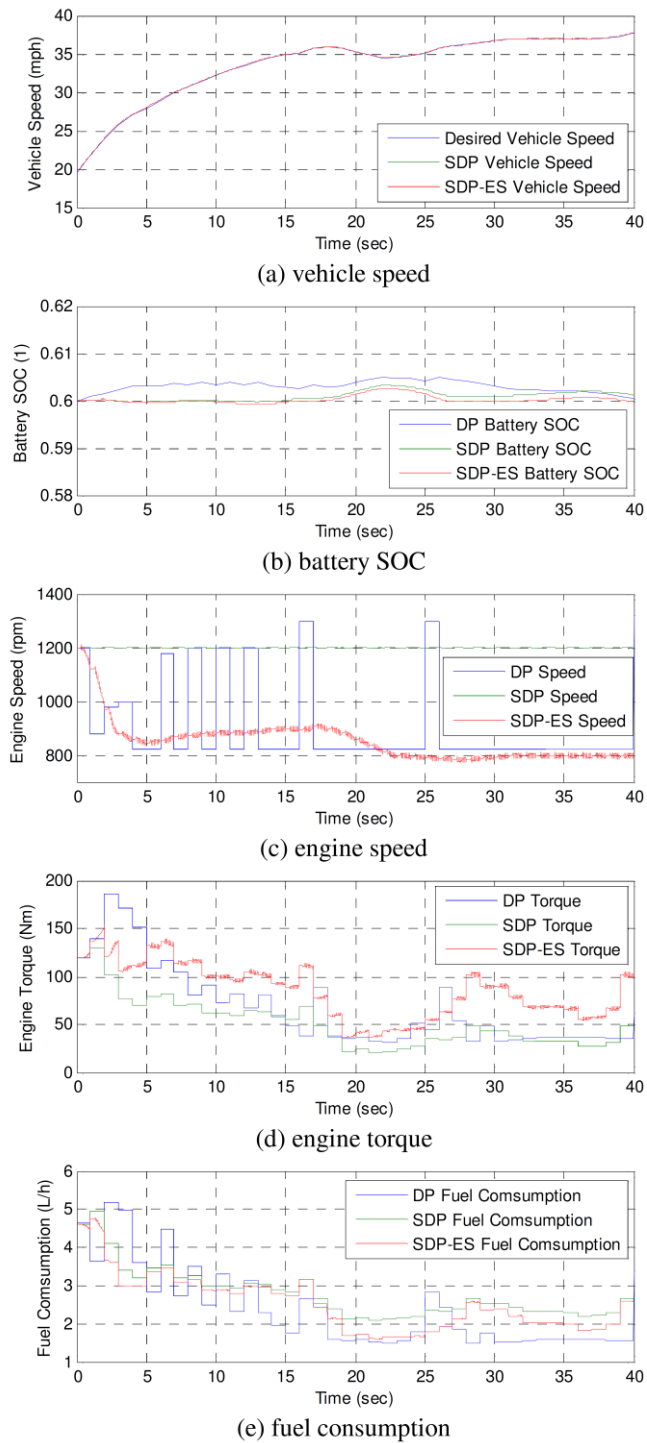 40
35
30
25
20
15
Vehicle Speed (mph)
Desired Vehicle Speed
SDP Vehicle Speed
SDP-ES Vehicle Speed
0 5 10 15 20 25 30 35 40
Time (sec)
(a) vehicle speed
0.62
0.61
0.6
0.59
0.58
Battery SOC (1)
DP Battery SOC
SDP Battery SOC
SDP-ES Battery SOC
0 5 10 15 20 25 30 35 40
Time (sec)
(b) battery SOC
1400
1200
1000
800
Engine Speed (rpm)
DP Speed
SDP Speed
SDP-ES Speed
0 5 10 15 20 25 30 35 40
Time (sec)
(c) engine speed
200
150
100
50
0
Engine Torque (Nm)
DP Torque
SDP Torque
SDP-ES Torque
0 5 10 15 20 25 30 35 40
Time (sec)
(d) engine torque
6
5
4
3
2
1
Fuel Comsumption (L/h)
DP Fuel Comsumption
SDP Fuel Comsumption
SDP-ES Fuel Comsumption
0 5 10 15 20 25 30 35 40
Time (sec)
(e) fuel consumption